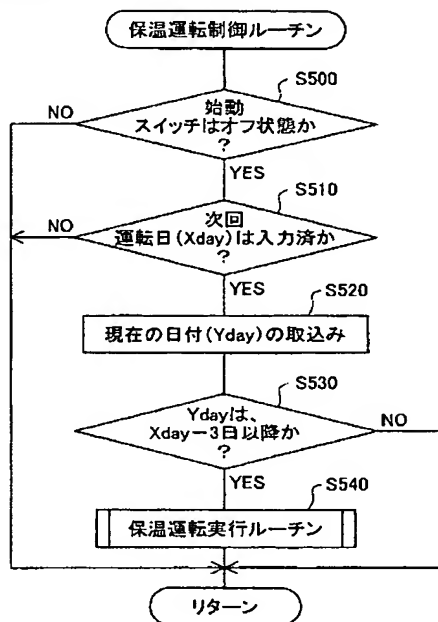 保温運転制御ルーチン
S500
始動
スイッチはオフ状態か
?
NO
YES
S510
次回
運転日(Xday)は入力済か
?
NO
YES
S520
現在の日付(Yday)の取込み
S530
Ydayは、
Xday－3日以降か
?
NO
YES
S540
保温運転実行ルーチン
リターン